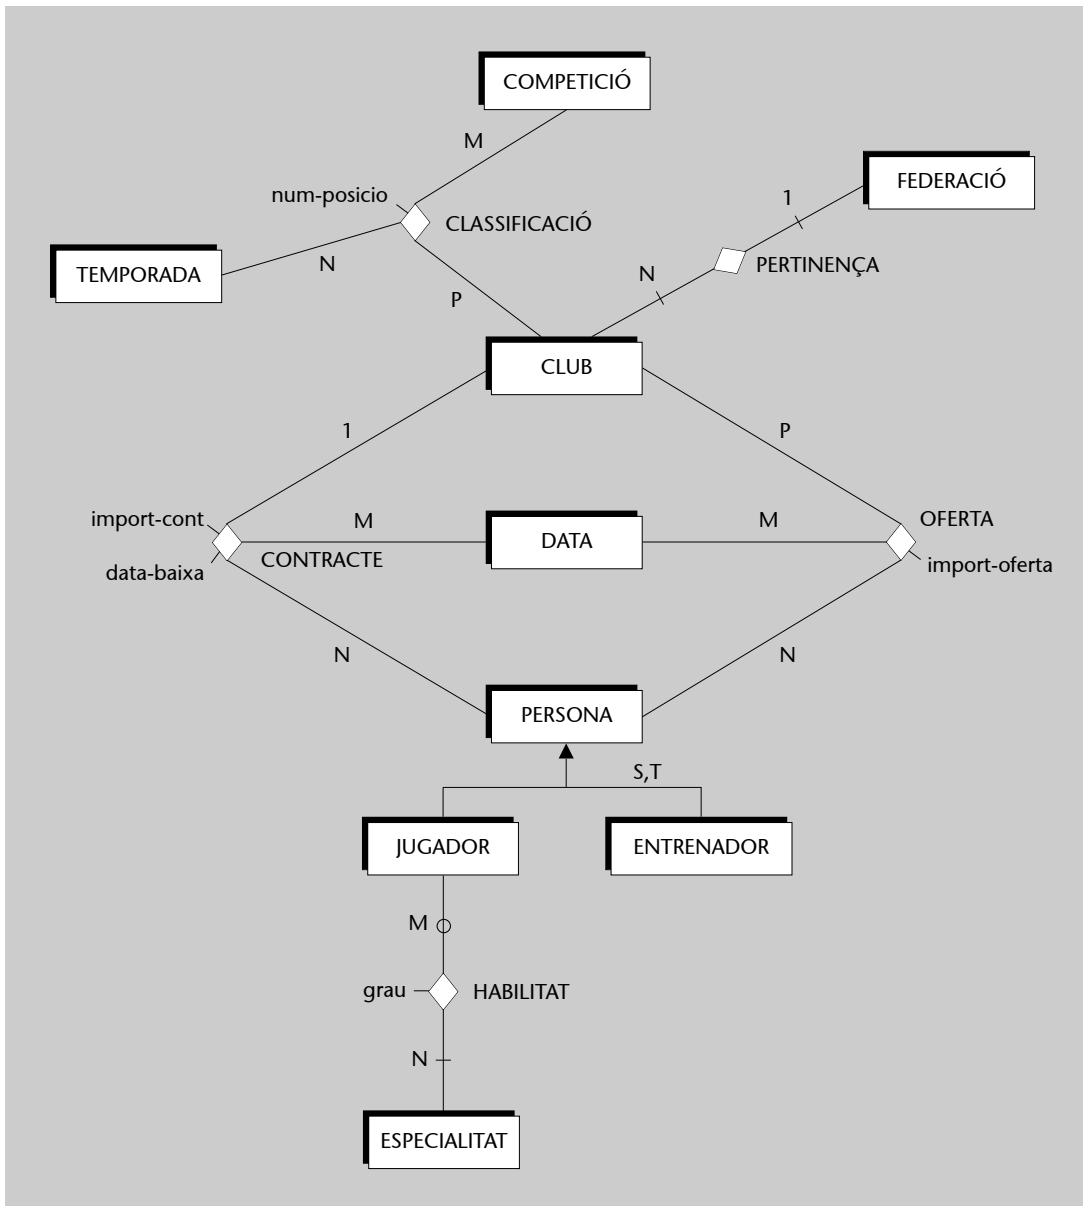 COMPETICIÓ
M
FEDERACIÓ
1
num-posicio
CLASSIFICACIÓ
TEMPORADA
N
PERTINENÇA
N
P
CLUB
1
P
import-cont
M
M
OFERTA
DATA
CONTRACTE
import-oferta
data-baixa
N
N
PERSONA
S,T
JUGADOR
ENTRENADOR
M
grau
HABILITAT
N
ESPECIALITAT